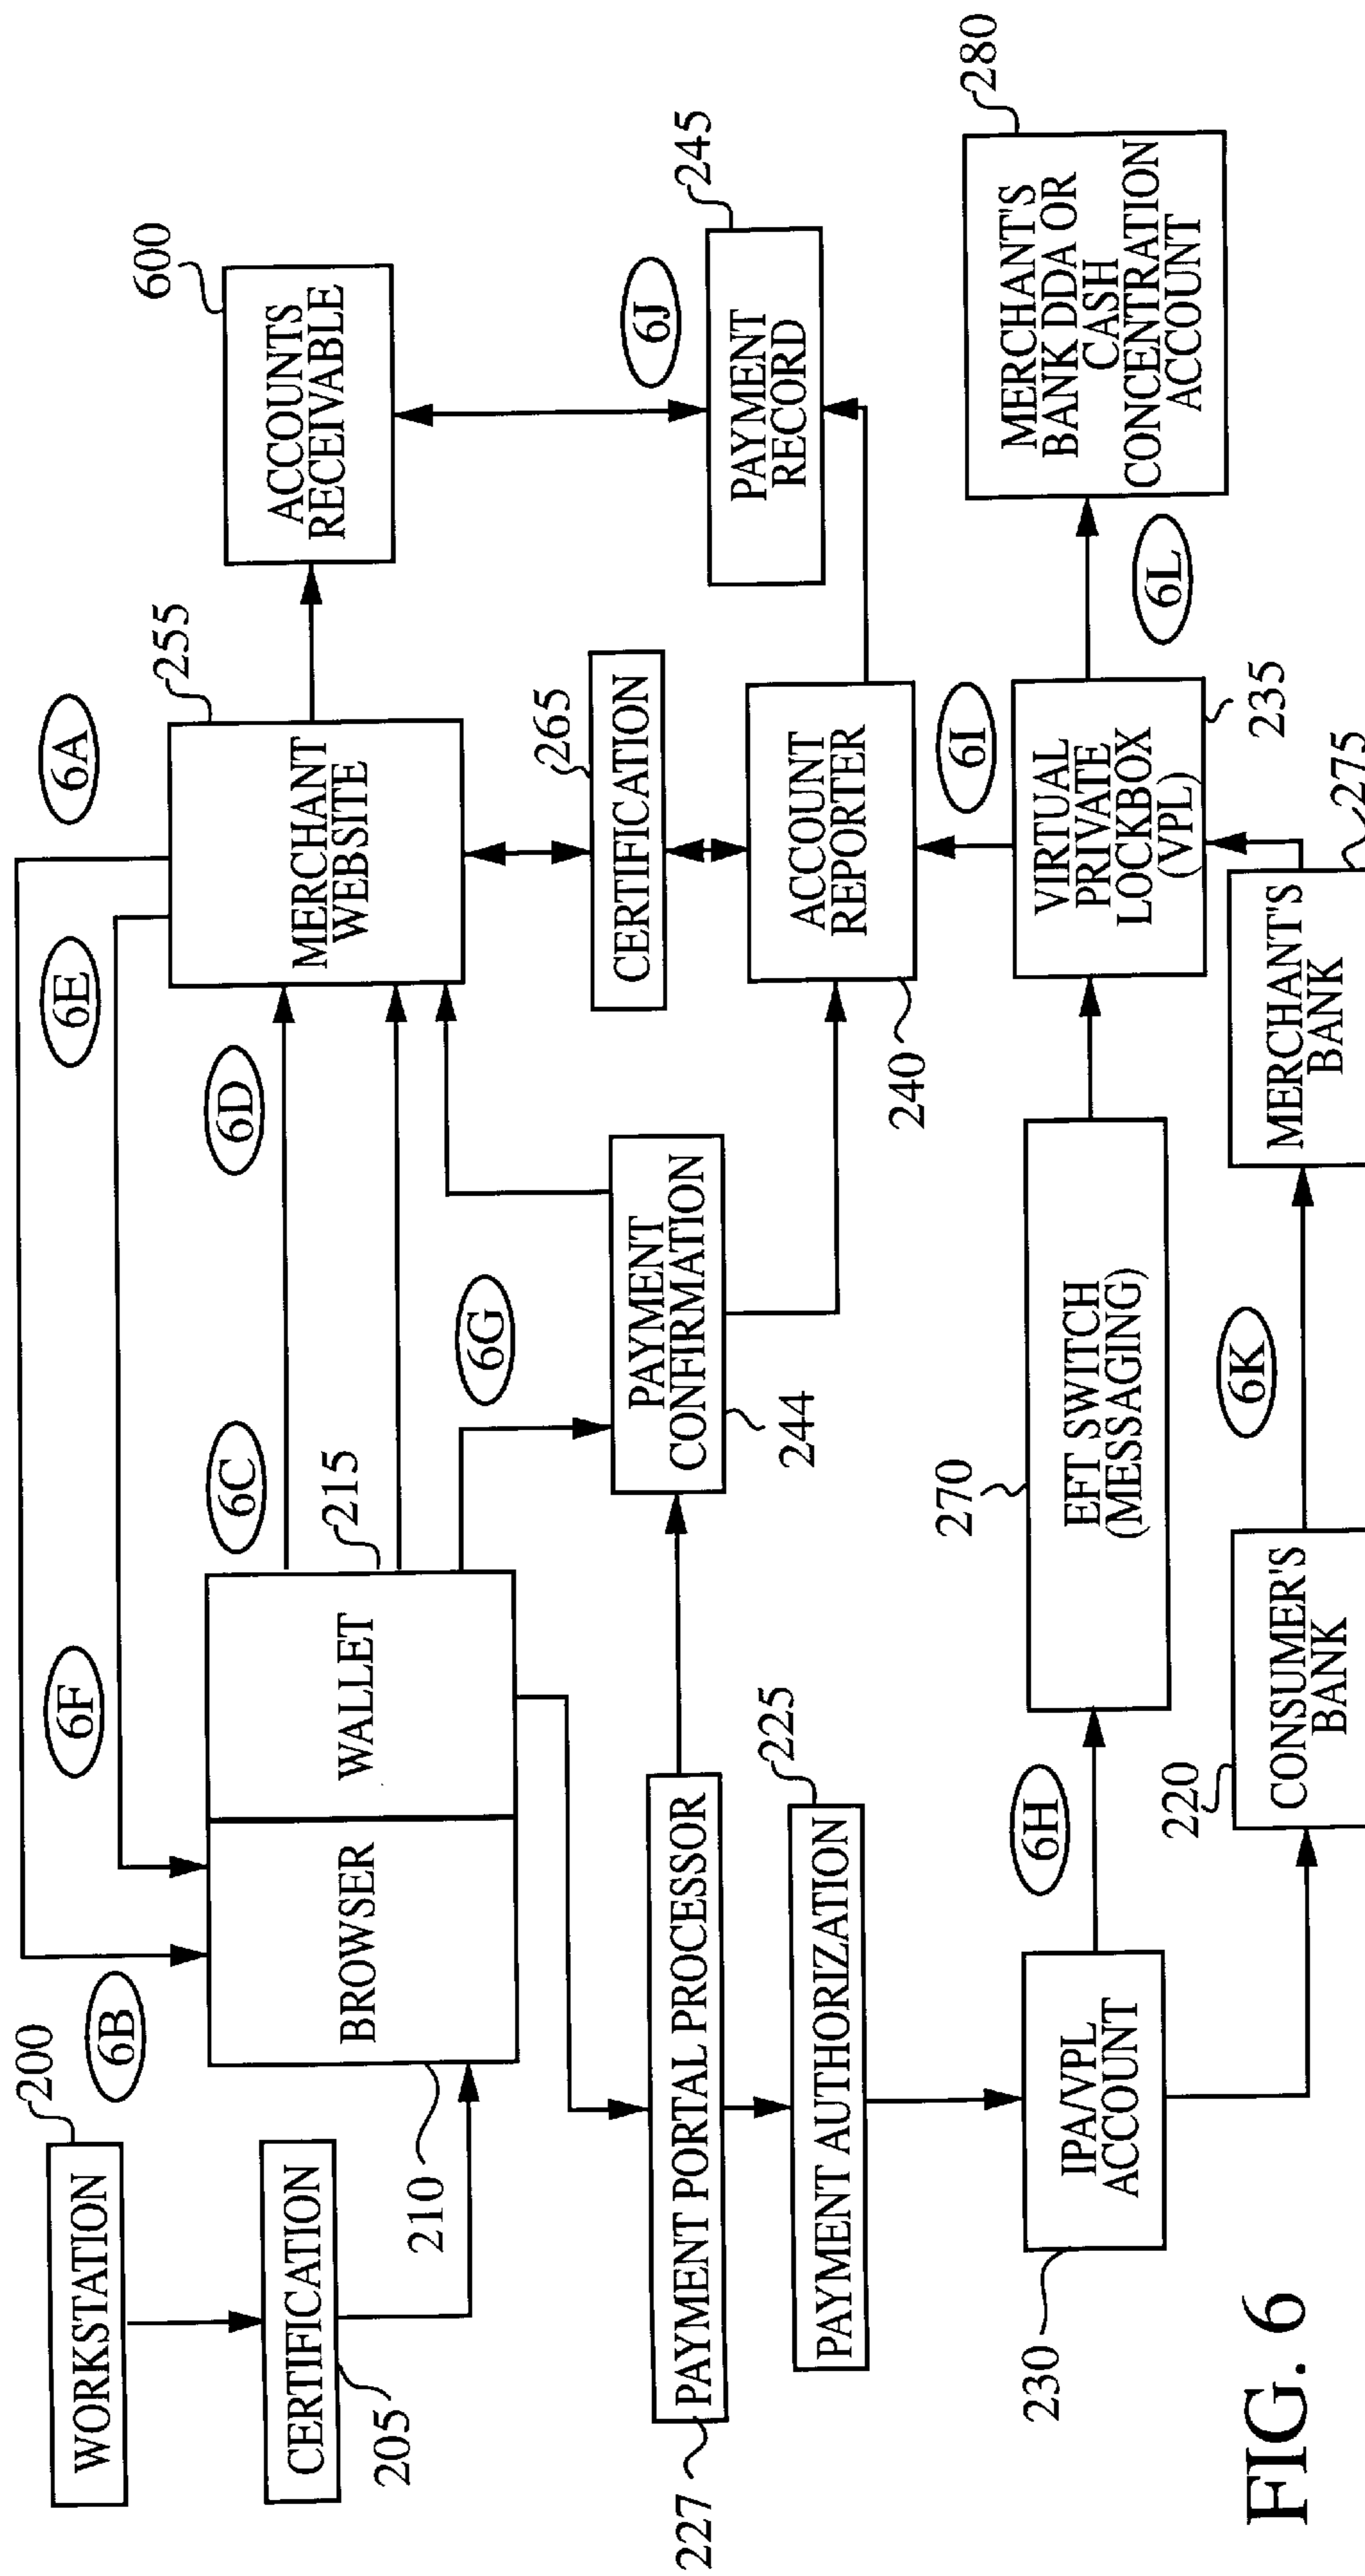 6A
6E
6F
6B
WORKSTATION
200
CERTIFICATION
205
BROWSER
210
WALLET
215
6C
6D
MERCHANT
WEBSITE
255
ACCOUNTS
RECEIVABLE
600
6G
PAYMENT
CONFIRMATION
244
CERTIFICATION
265
6J
PAYMENT
RECORD
245
PAYMENT PORTAL PROCESSOR
227
PAYMENT AUTHORIZATION
225
ACCOUNT
REPORTER
240
6I
IPA/VPL
ACCOUNT
230
6H
EFT SWITCH
(MESSAGING)
270
VIRTUAL
PRIVATE
LOCKBOX
(VPL)
235
6L
MERCHANT'S
BANK DDA OR
CASH
CONCENTRATION
ACCOUNT
280
CONSUMER'S
BANK
220
6K
MERCHANT'S
BANK
275
FIG. 6